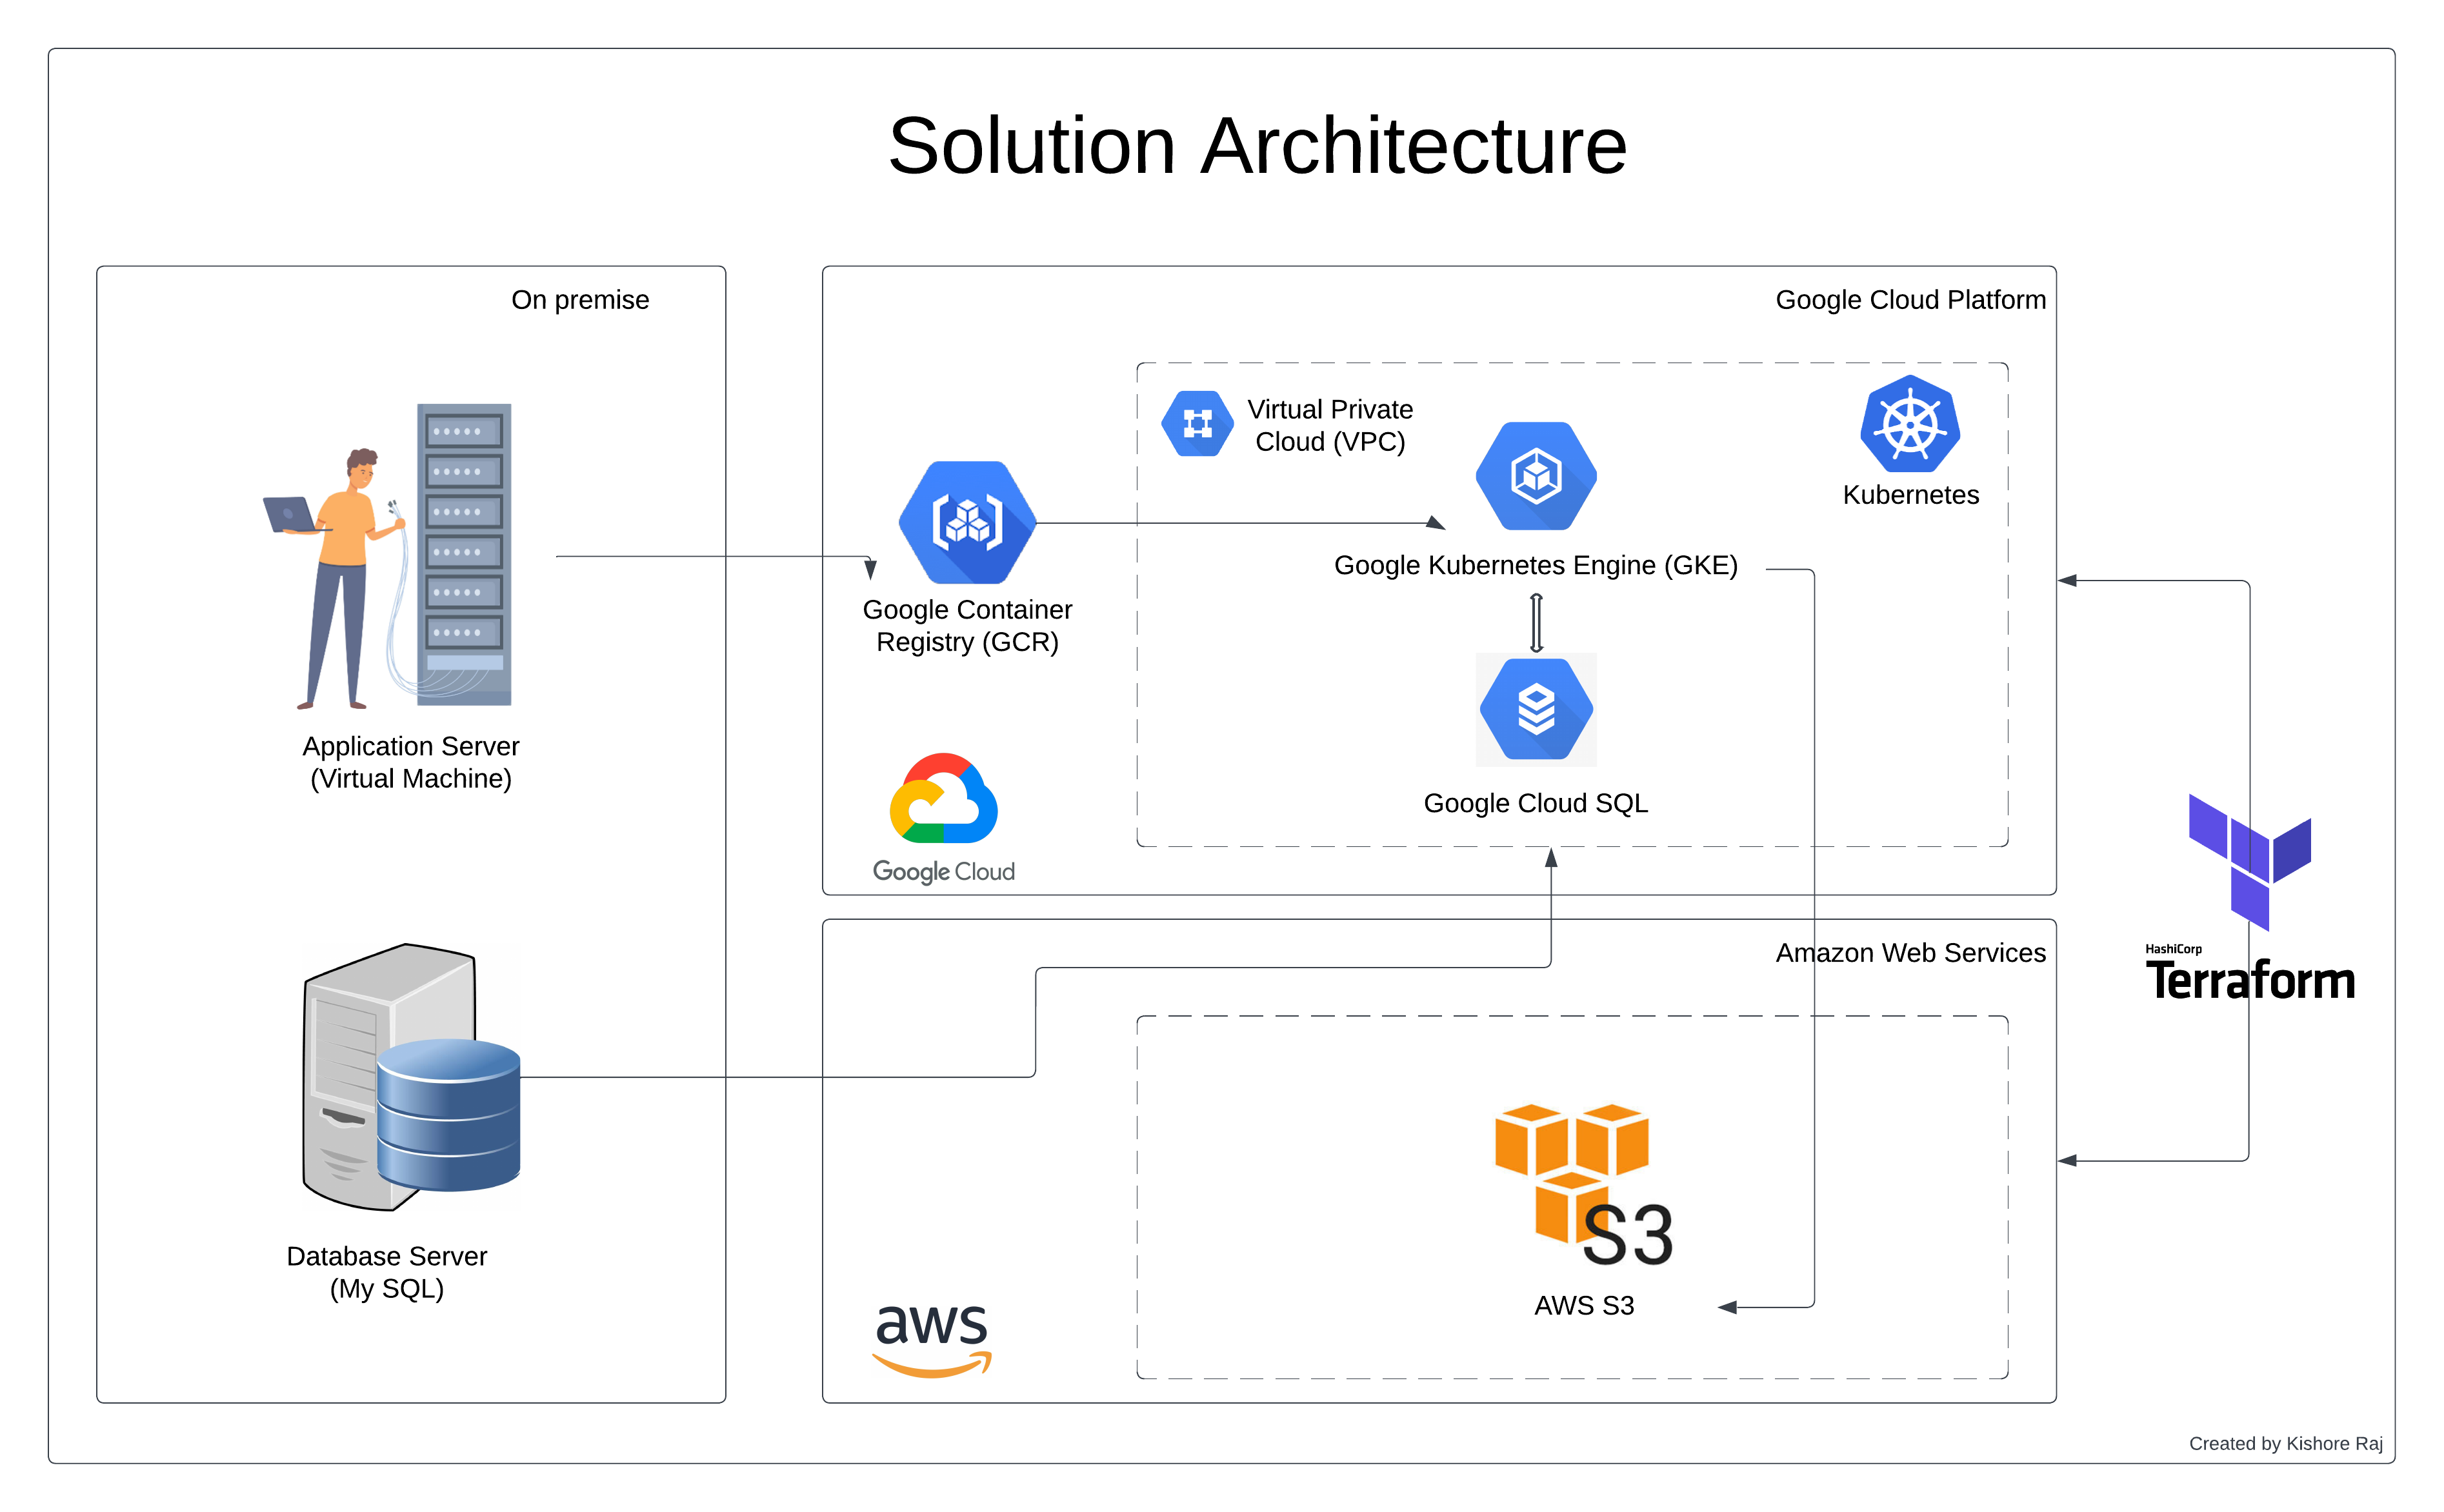 Solution Architecture
On premise
Google Cloud Platform
Virtual Private
Cloud (VPC)
Kubernetes
Google Kubernetes Engine (GKE)
Google Container
Registry (GCR)
Application Server
(Virtual Machine)
Google Cloud SQL
Google Cloud
Amazon Web Services
HashiCorp
Terraform
Database Server
(My SQL)
S3
AWS S3
aws
Created by Kishore Raj